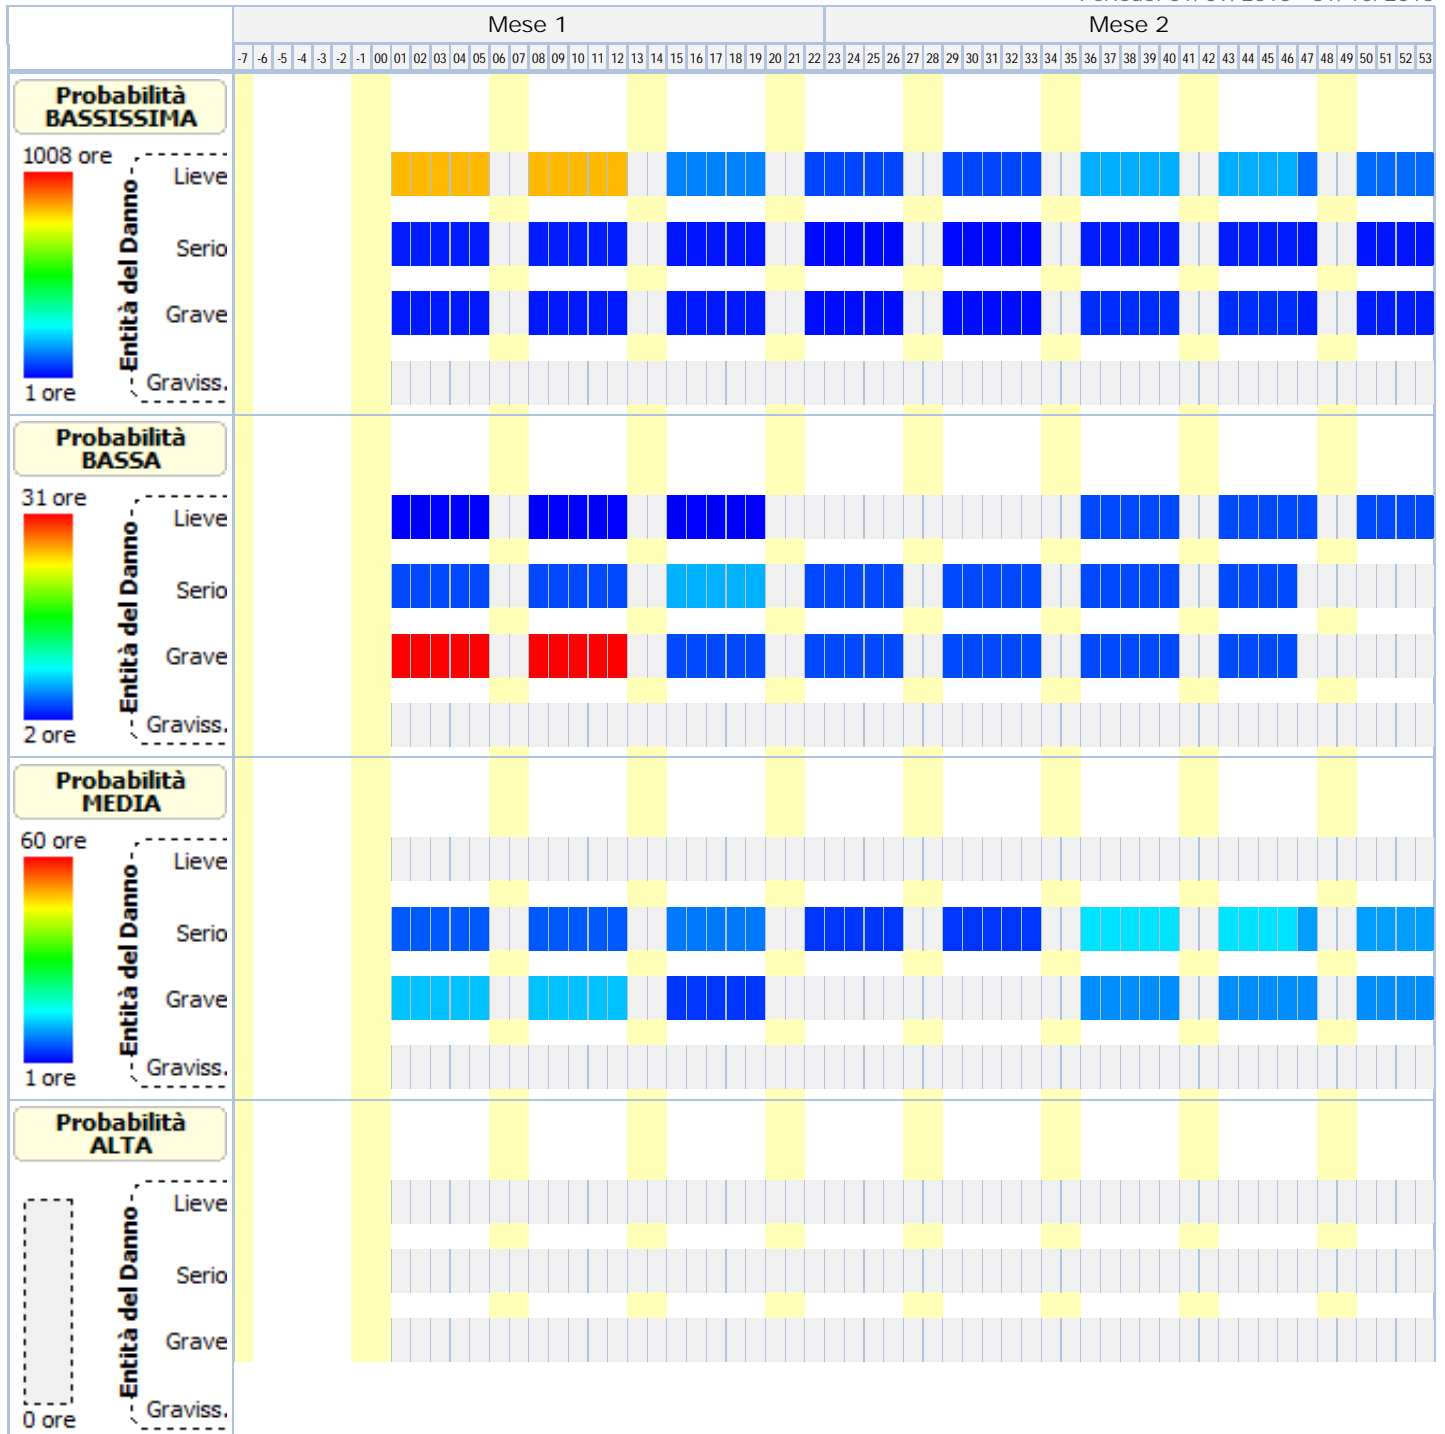 Mese 1 Mese 2
-7 -6 -5 -4 -3 -2 -1 00 01 02 03 04 05 06 07 08 09 10 11 12 13 14 15 16 17 18 19 20 21 22 23 24 25 26 27 28 29 30 31 32 33 34 35 36 37 38 39 40 41 42 43 44 45 46 47 48 49 50 51 52 53
Probabilità
BASSISSIMA
1008 ore
Entità del Danno
Lieve
Serio
Grave
Graviss.
1 ore
Probabilità
BASSA
31 ore
Entità del Danno
Lieve
Serio
Grave
Graviss.
2 ore
Probabilità
MEDIA
60 ore
Entità del Danno
Lieve
Serio
Grave
Graviss.
1 ore
Probabilità
ALTA
Entità del Danno
Lieve
Serio
Grave
Graviss.
0 ore